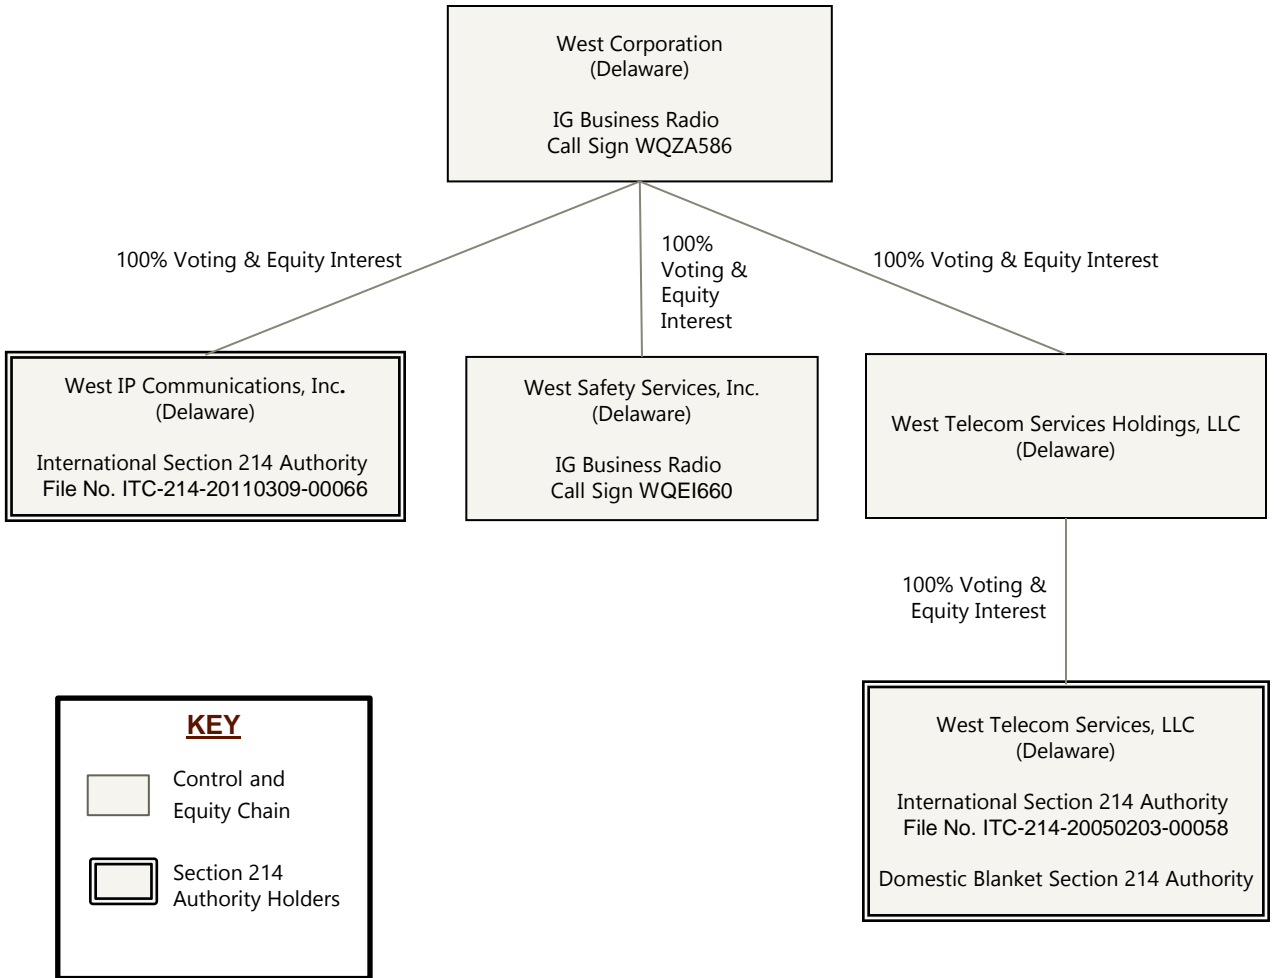 West Corporation
(Delaware)
IG Business Radio
Call Sign WQZA586
100% Voting & Equity Interest
100%
Voting &
Equity
Interest
100% Voting & Equity Interest
West IP Communications, Inc.
(Delaware)
International Section 214 Authority
File No. ITC-214-20110309-00066
West Safety Services, Inc.
(Delaware)
IG Business Radio
Call Sign WQEI660
West Telecom Services Holdings, LLC
(Delaware)
100% Voting &
Equity Interest
West Telecom Services, LLC
(Delaware)
International Section 214 Authority
File No. ITC-214-20050203-00058
Domestic Blanket Section 214 Authority
KEY
Control and
Equity Chain
Section 214
Authority Holders